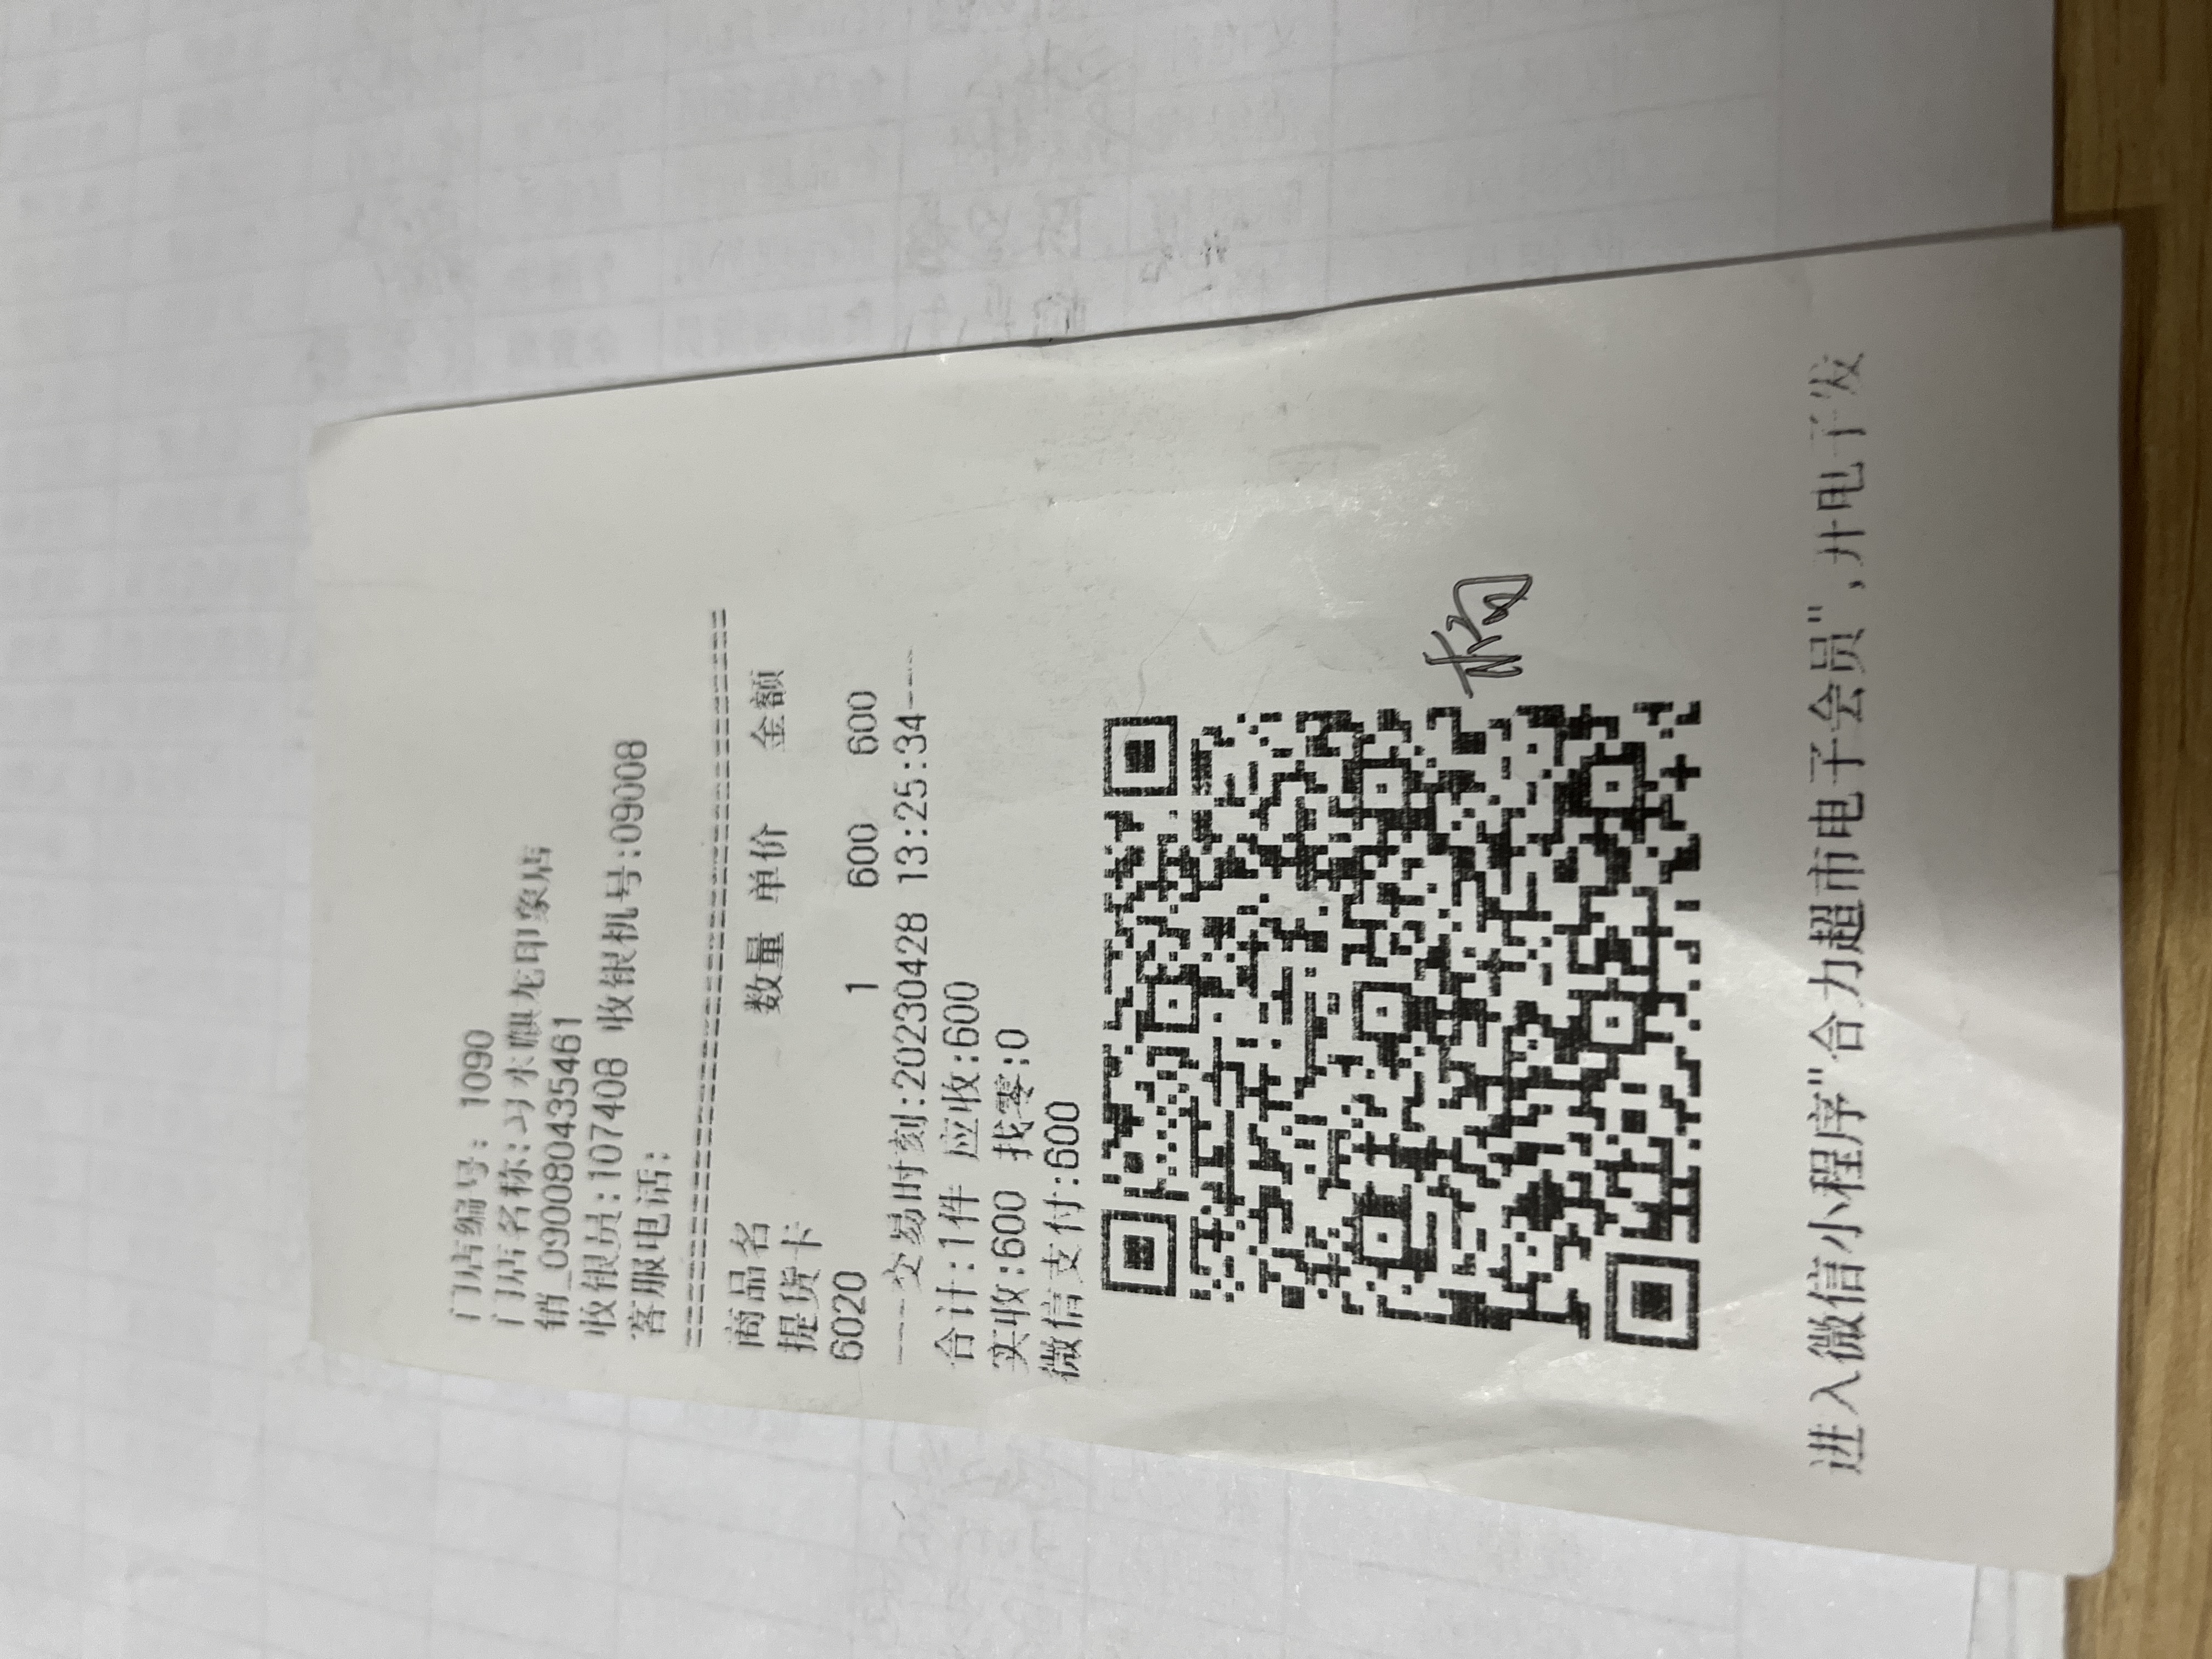 门店编号: 1090
门店名称:习水麒龙印象店
销_090080435461
收银员:107408 收银机号:09008
客服电话:
商品名 数量 单价 金额
提货卡
6020 1 600 600
----交易时刻:20230428 13:25:34----
合计:1件 应收:600
实收:600 找零:0
微信支付:600
进入微信小程序"合力超市电子会员",开电子发